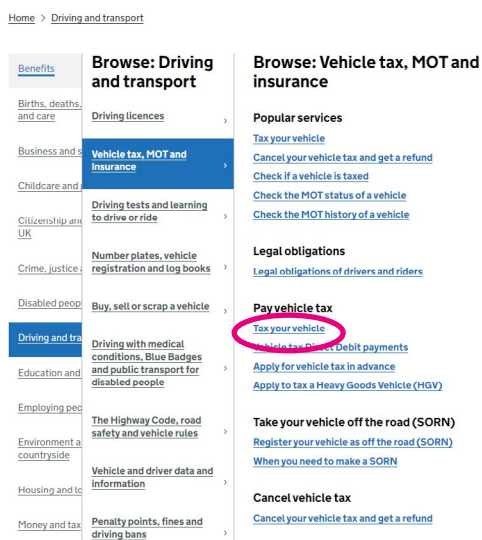 Home > Driving and transport
Benefits
Births, deaths,
and care
Business and s
Childcare and
Citizenship and
UK
Crime, justice
Disabled peop
Driving and tra
Education and
Employing peo
Environment a
countryside
Housing and lo
Money and tax
Browse: Driving
and transport
Driving licences
Vehicle tax, MOT and
Insurance
Driving tests and learning
to drive or ride
Number plates, vehicle
registration and log books
Buy, sell or scrap a vehicle
Driving with medical
conditions, Blue Badges
and public transport for
disabled people
The Highway Code, road
safety and vehicle rules
Vehicle and driver data and
information
Penalty points, fines and
driving bans
Browse: Vehicle tax, MOT and
insurance
Popular services
Tax your vehicle
Cancel your vehicle tax and get a refund
Check if a vehicle is taxed
Check the MOT status of a vehicle
Check the MOT history of a vehicle
Legal obligations
Legal obligations of drivers and riders
Pay vehicle tax
Tax your vehicle
Vehicle tax Direct Debit payments
Apply for vehicle tax in advance
Apply to tax a Heavy Goods Vehicle (HGV)
Take your vehicle off the road (SORN)
Register your vehicle as off the road (SORN)
When you need to make a SORN
Cancel vehicle tax
Cancel your vehicle tax and get a refund